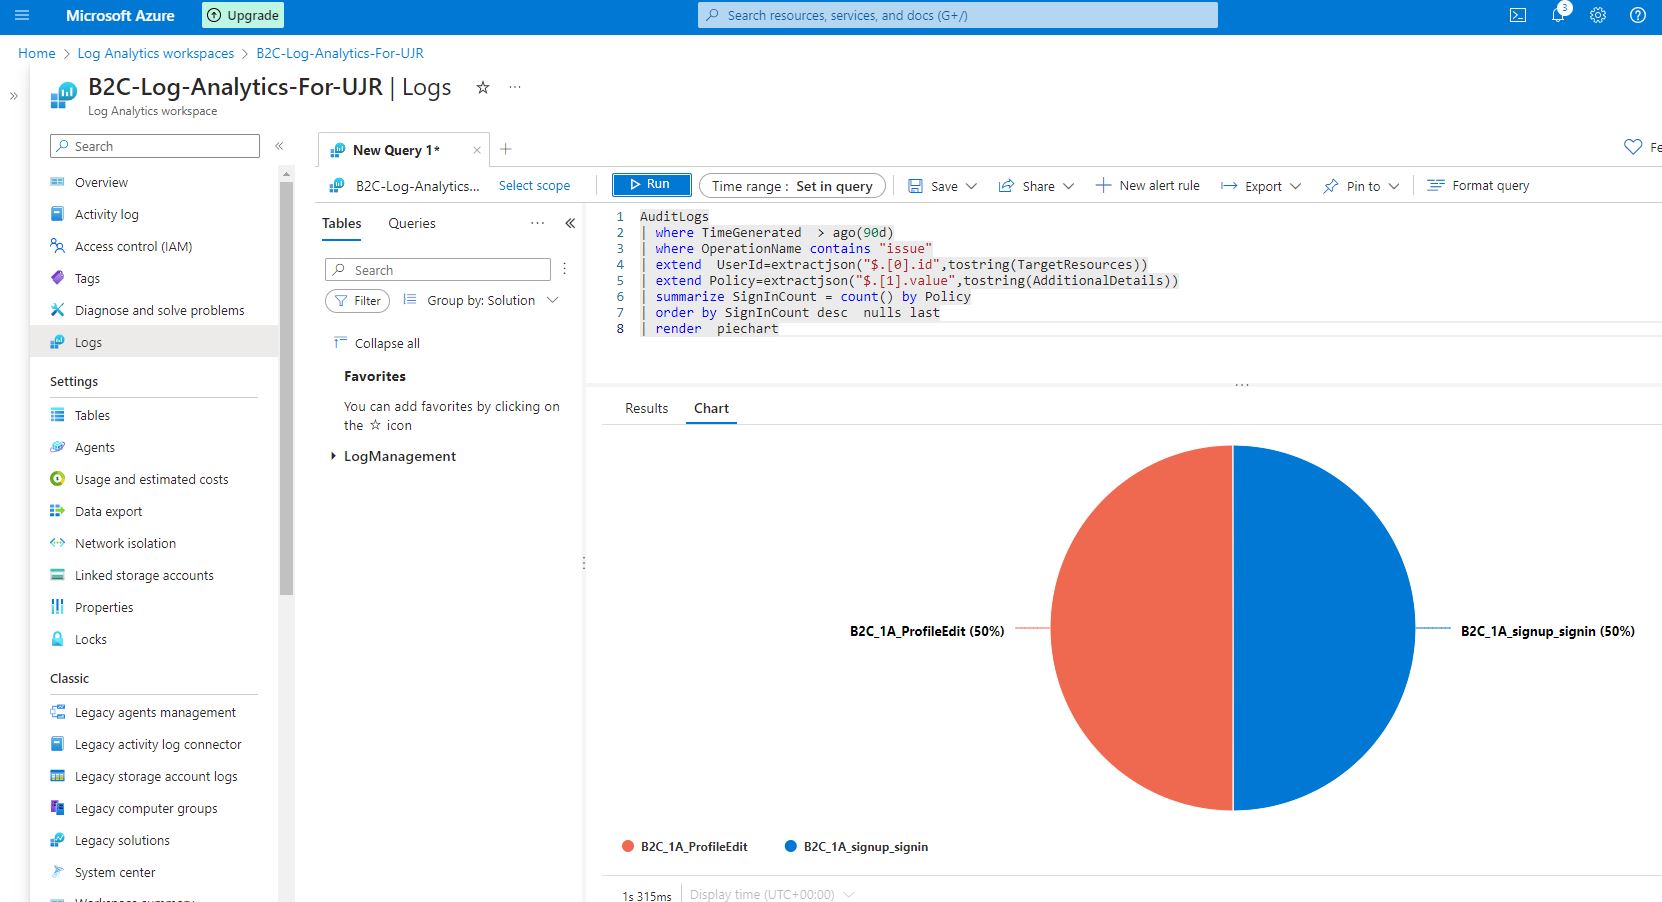 Microsoft Azure
Upgrade
Search resources, services, and docs (G+/)
3
Home > Log Analytics workspaces > B2C-Log-Analytics-For-UJR
B2C-Log-Analytics-For-UJR | Logs
Log Analytics workspace
Search
Overview
Activity log
Access control (IAM)
Tags
Diagnose and solve problems
Logs
Settings
Tables
Agents
Usage and estimated costs
Data export
Network isolation
Linked storage accounts
Properties
Locks
Classic
Legacy agents management
Legacy activity log connector
Legacy storage account logs
Legacy computer groups
Legacy solutions
System center
New Query 1*
Fe
B2C-Log-Analytics...
Select scope
Run
Time range : Set in query
Save
Share
New alert rule
Export
Pin to
Format query
Tables
Queries
Search
Filter
Group by: Solution
Collapse all
Favorites
You can add favorites by clicking on
the ☆ icon
LogManagement
1 AuditLogs
2 | where TimeGenerated  > ago(90d)
3 | where OperationName contains "issue"
4 | extend  UserId=extractjson("$.[0].id",tostring(TargetResources))
5 | extend Policy=extractjson("$.[1].value",tostring(AdditionalDetails))
6 | summarize SignInCount = count() by Policy
7 | order by SignInCount desc  nulls last
8 | render  piechart
Results
Chart
B2C_1A_ProfileEdit (50%)
B2C_1A_signup_signin (50%)
B2C_1A_ProfileEdit
B2C_1A_signup_signin
1s 315ms
Display time (UTC+00:00)